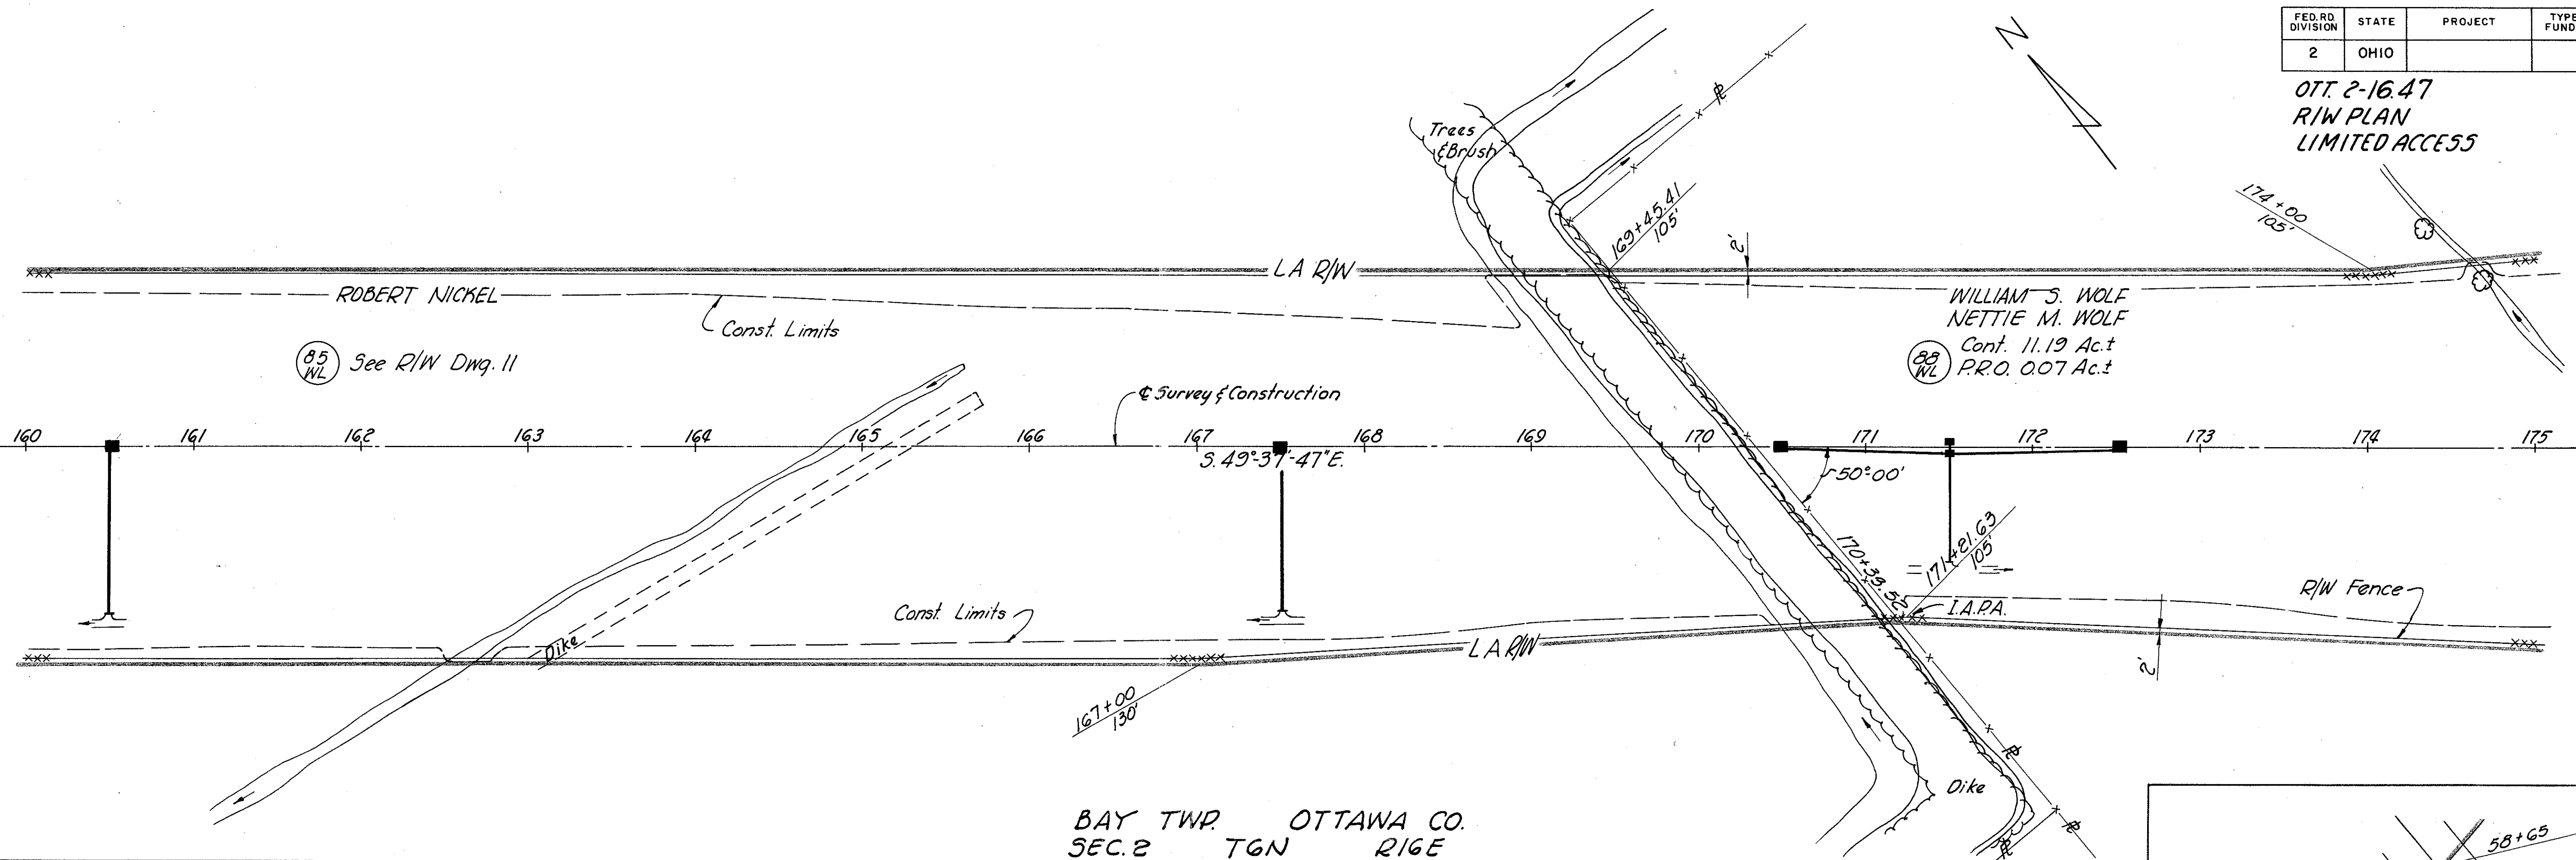 FED. RD. DIVISION STATE PROJECT TYPE FUND
2 OHIO
OTT. 2-16.47
R/W PLAN
LIMITED ACCESS
N
Trees
& Brush
169+45.41
105'
2'
174+00
105'
LA R/W
ROBERT NICKEL
Const. Limits
WILLIAM S. WOLF
NETTIE M. WOLF
85 WL See R/W Dwg. 11
Cont. 11.19 Ac.±
88 WL P.R.O. 0.07 Ac.±
℄ Survey & Construction
160 161 162 163 164 165 166 167 168 169 170 171 172 173 174 175
S. 49°-37'-47" E.
50°00'
170+39.52
171+21.63
105'
R/W Fence
Const. Limits
I.A.P.A.
Dike
LA R/W
2'
167+00
130'
Dike
BAY TWP. OTTAWA CO.
SEC. 2 T6N R16E
58+65